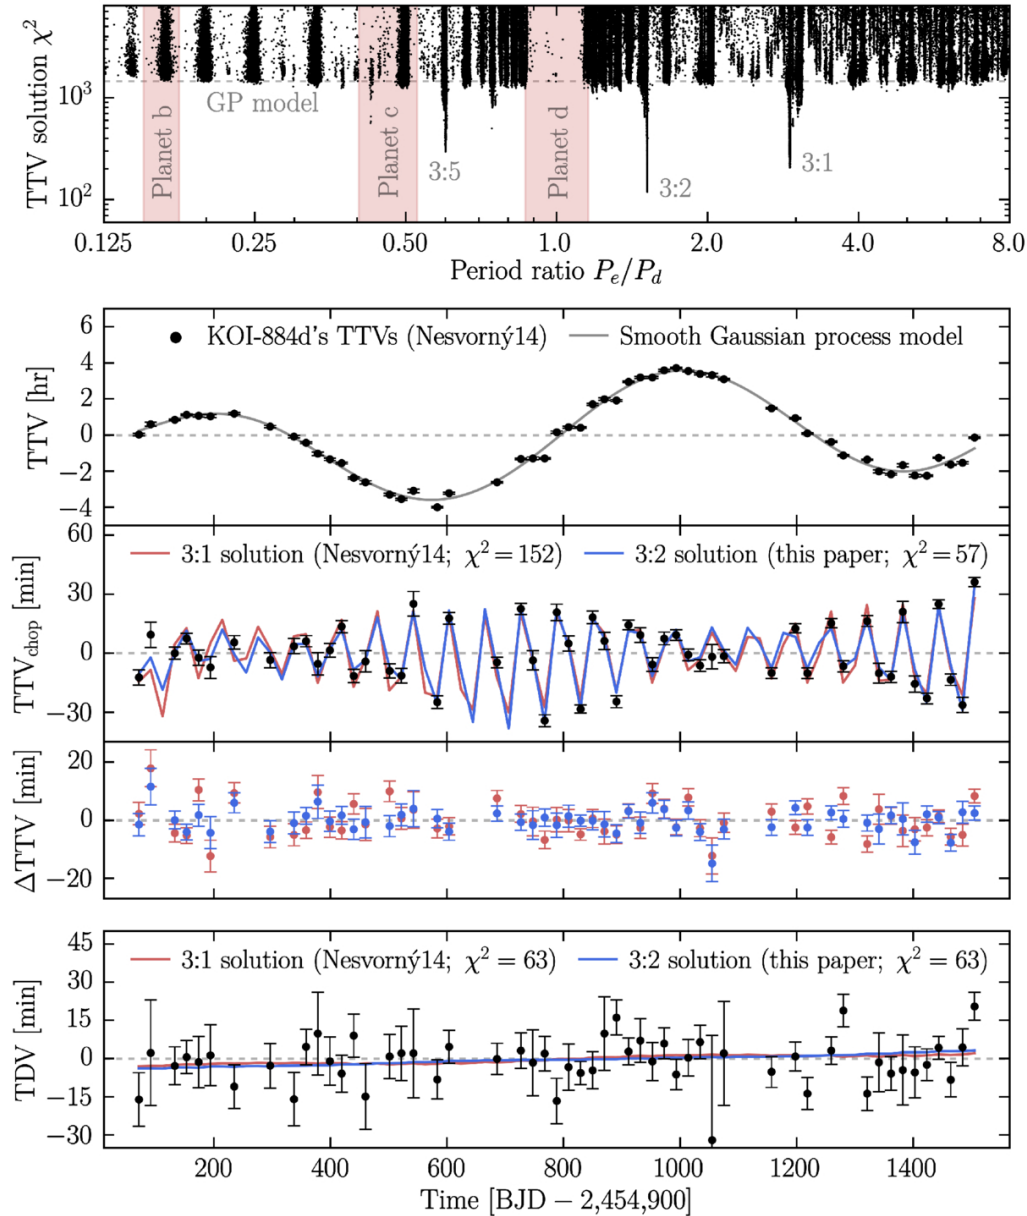 TTV solution χ²
10³
10²
GP model
Planet b
Planet c
Planet d
3:5
3:2
3:1
0.125 0.25 0.50 1.0 2.0 4.0 8.0
Period ratio Pₑ/P_d
TTV [hr]
6
4
2
0
−2
−4
KOI-884d's TTVs (Nesvorný14) Smooth Gaussian process model
TTV_chop [min]
60
30
0
−30
3:1 solution (Nesvorný14; χ² = 152) 3:2 solution (this paper; χ² = 57)
ΔTTV [min]
20
0
−20
TDV [min]
45
30
15
0
−15
−30
3:1 solution (Nesvorný14; χ² = 63) 3:2 solution (this paper; χ² = 63)
200 400 600 800 1000 1200 1400
Time [BJD − 2,454,900]